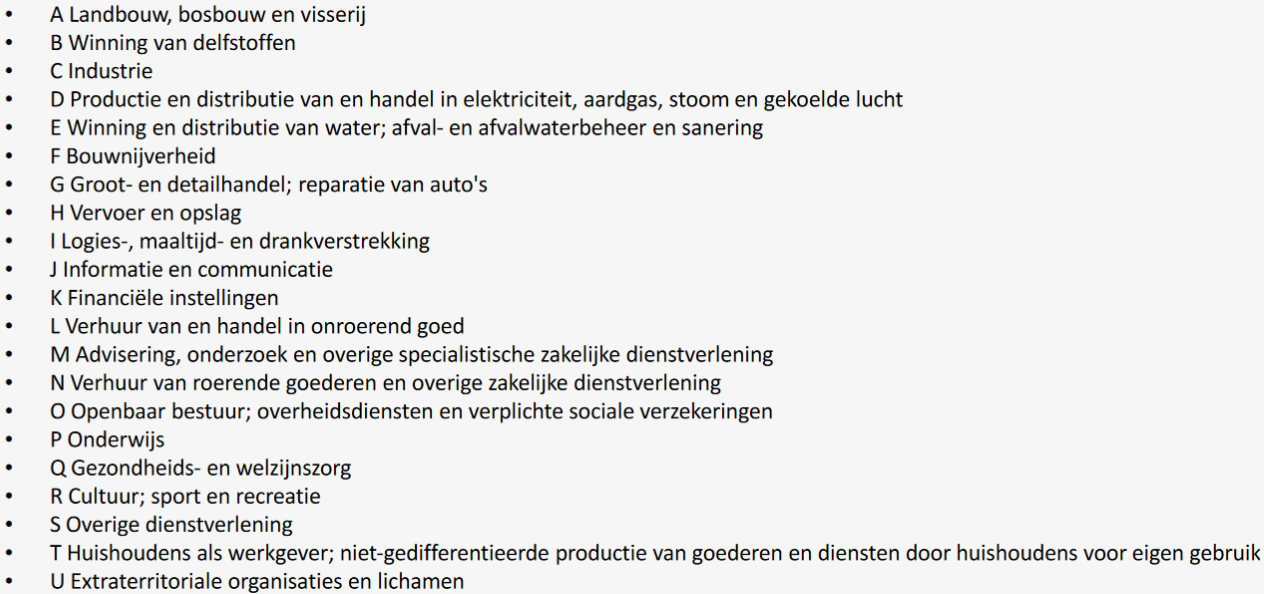 • A Landbouw, bosbouw en visserij
• B Winning van delfstoffen
• C Industrie
• D Productie en distributie van en handel in elektriciteit, aardgas, stoom en gekoelde lucht
• E Winning en distributie van water; afval- en afvalwaterbeheer en sanering
• F Bouwnijverheid
• G Groot- en detailhandel; reparatie van auto's
• H Vervoer en opslag
• I Logies-, maaltijd- en drankverstrekking
• J Informatie en communicatie
• K Financiële instellingen
• L Verhuur van en handel in onroerend goed
• M Advisering, onderzoek en overige specialistische zakelijke dienstverlening
• N Verhuur van roerende goederen en overige zakelijke dienstverlening
• O Openbaar bestuur; overheidsdiensten en verplichte sociale verzekeringen
• P Onderwijs
• Q Gezondheids- en welzijnszorg
• R Cultuur; sport en recreatie
• S Overige dienstverlening
• T Huishoudens als werkgever; niet-gedifferentieerde productie van goederen en diensten door huishoudens voor eigen gebruik
• U Extraterritoriale organisaties en lichamen